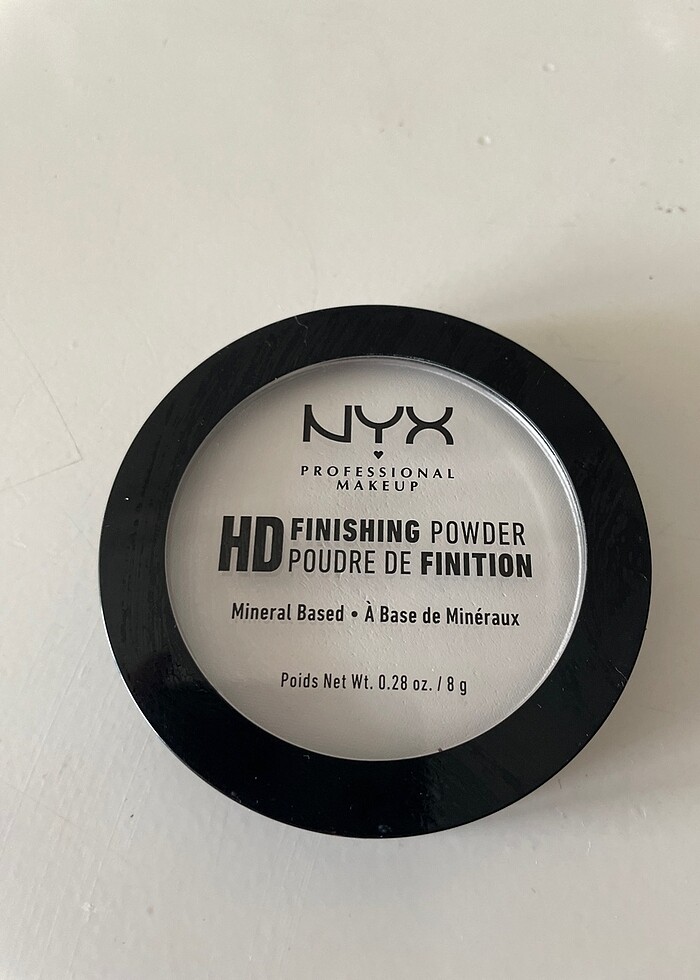 NYX
PROFESSIONAL
MAKEUP
HD FINISHING POWDER
POUDRE DE FINITION
Mineral Based • À Base de Minéraux
Poids Net Wt. 0.28 oz. / 8 g